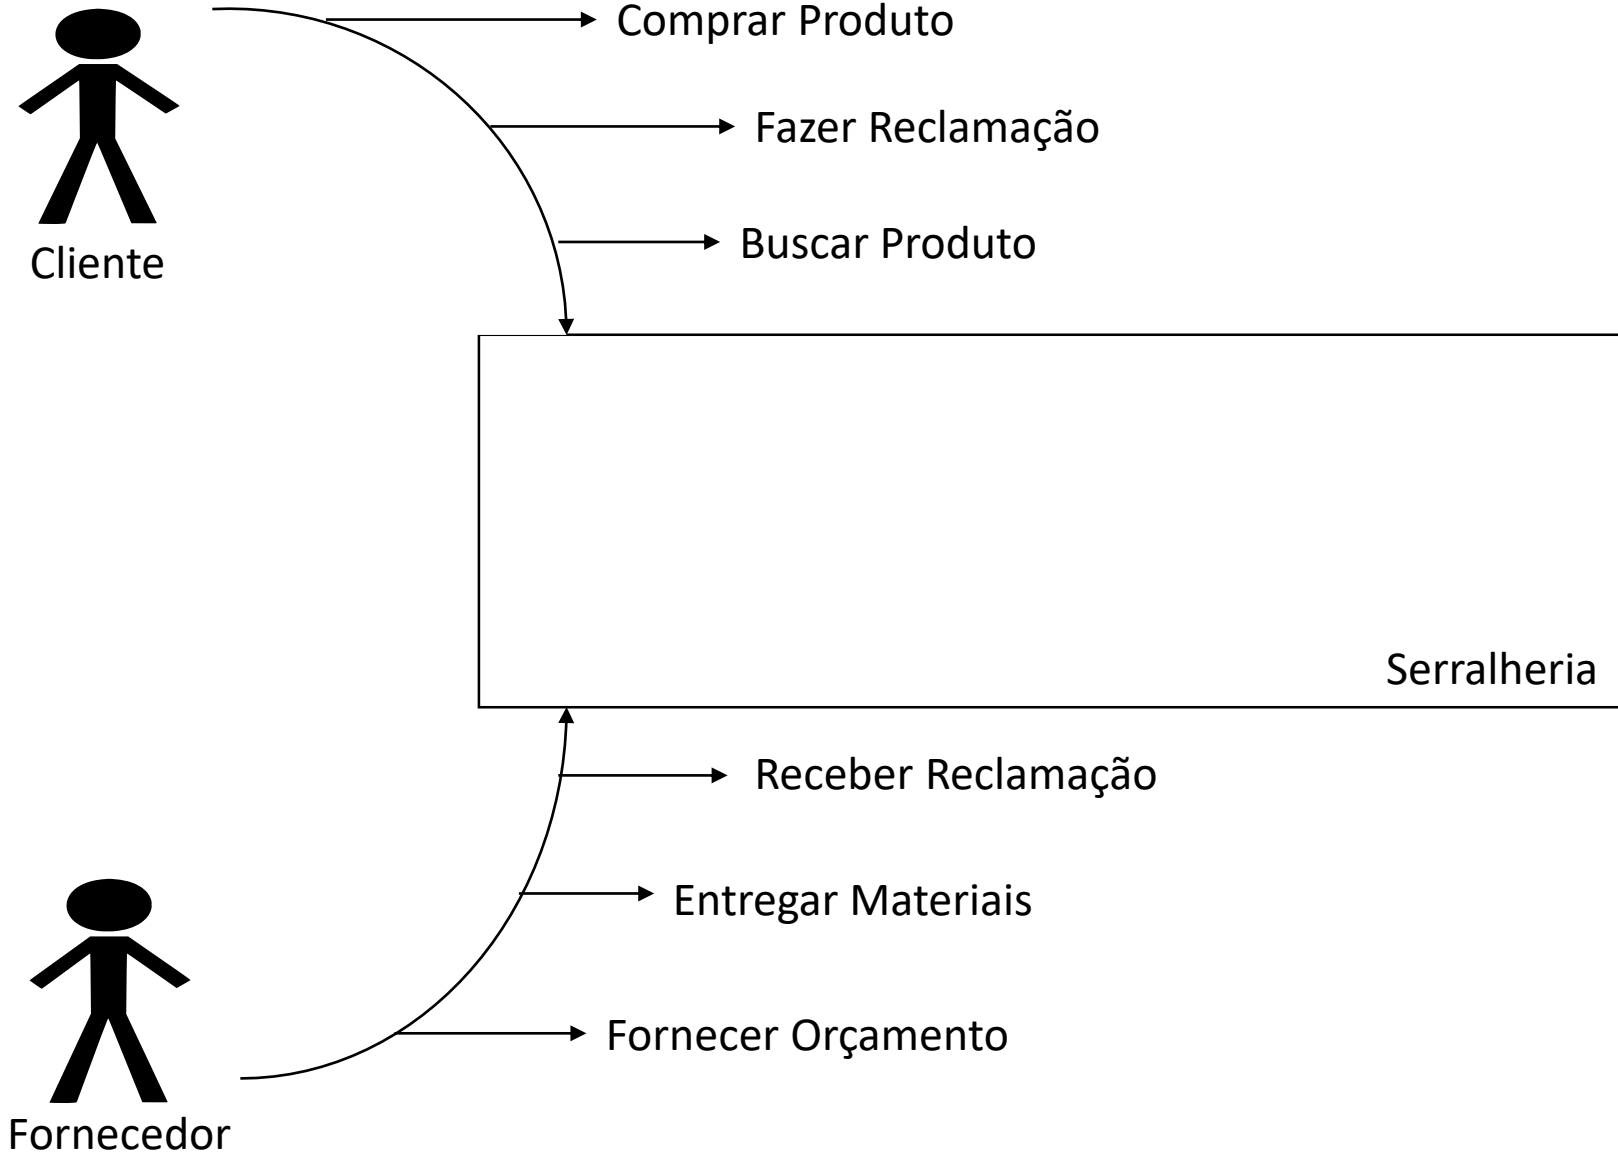 Comprar Produto
Fazer Reclamação
Buscar Produto
Cliente
Serralheria
Receber Reclamação
Entregar Materiais
Fornecer Orçamento
Fornecedor